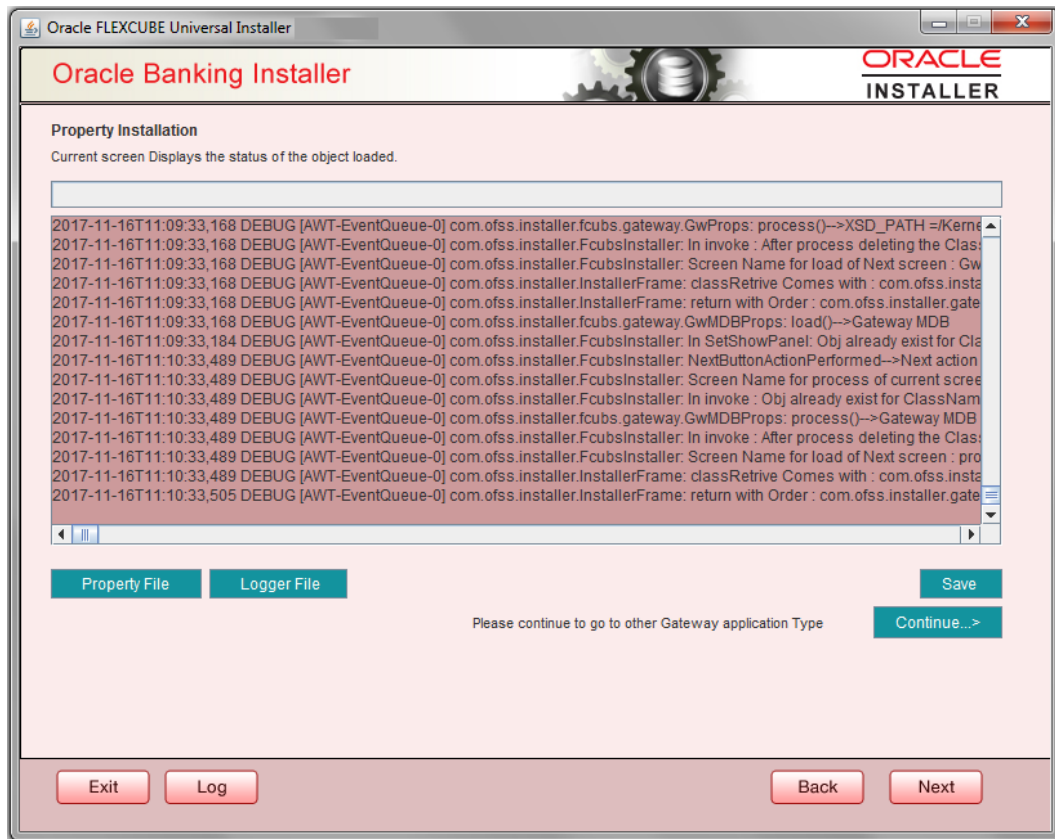 Oracle FLEXCUBE Universal Installer
Oracle Banking Installer
ORACLE
INSTALLER
Property Installation
Current screen Displays the status of the object loaded.
2017-11-16T11:09:33,168 DEBUG [AWT-EventQueue-0] com.ofss.installer.fcubs.gateway.GwProps: process()-->XSD_PATH =/Kerne
2017-11-16T11:09:33,168 DEBUG [AWT-EventQueue-0] com.ofss.installer.FcubsInstaller: In invoke : After process deleting the Clas
2017-11-16T11:09:33,168 DEBUG [AWT-EventQueue-0] com.ofss.installer.FcubsInstaller: Screen Name for load of Next screen : Gw
2017-11-16T11:09:33,168 DEBUG [AWT-EventQueue-0] com.ofss.installer.InstallerFrame: classRetrive Comes with : com.ofss.insta
2017-11-16T11:09:33,168 DEBUG [AWT-EventQueue-0] com.ofss.installer.InstallerFrame: return with Order : com.ofss.installer.gate
2017-11-16T11:09:33,168 DEBUG [AWT-EventQueue-0] com.ofss.installer.fcubs.gateway.GwMDBProps: load()-->Gateway MDB
2017-11-16T11:09:33,184 DEBUG [AWT-EventQueue-0] com.ofss.installer.FcubsInstaller: In SetShowPanel: Obj already exist for Cla
2017-11-16T11:10:33,489 DEBUG [AWT-EventQueue-0] com.ofss.installer.FcubsInstaller: NextButtonActionPerformed-->Next action
2017-11-16T11:10:33,489 DEBUG [AWT-EventQueue-0] com.ofss.installer.FcubsInstaller: Screen Name for process of current scree
2017-11-16T11:10:33,489 DEBUG [AWT-EventQueue-0] com.ofss.installer.FcubsInstaller: In invoke : Obj already exist for ClassNam
2017-11-16T11:10:33,489 DEBUG [AWT-EventQueue-0] com.ofss.installer.fcubs.gateway.GwMDBProps: process()-->Gateway MDB
2017-11-16T11:10:33,489 DEBUG [AWT-EventQueue-0] com.ofss.installer.FcubsInstaller: In invoke : After process deleting the Clas
2017-11-16T11:10:33,489 DEBUG [AWT-EventQueue-0] com.ofss.installer.FcubsInstaller: Screen Name for load of Next screen : pro
2017-11-16T11:10:33,489 DEBUG [AWT-EventQueue-0] com.ofss.installer.InstallerFrame: classRetrive Comes with : com.ofss.insta
2017-11-16T11:10:33,505 DEBUG [AWT-EventQueue-0] com.ofss.installer.InstallerFrame: return with Order : com.ofss.installer.gate
Property File Logger File Save
Please continue to go to other Gateway application Type Continue...>
Exit Log Back Next